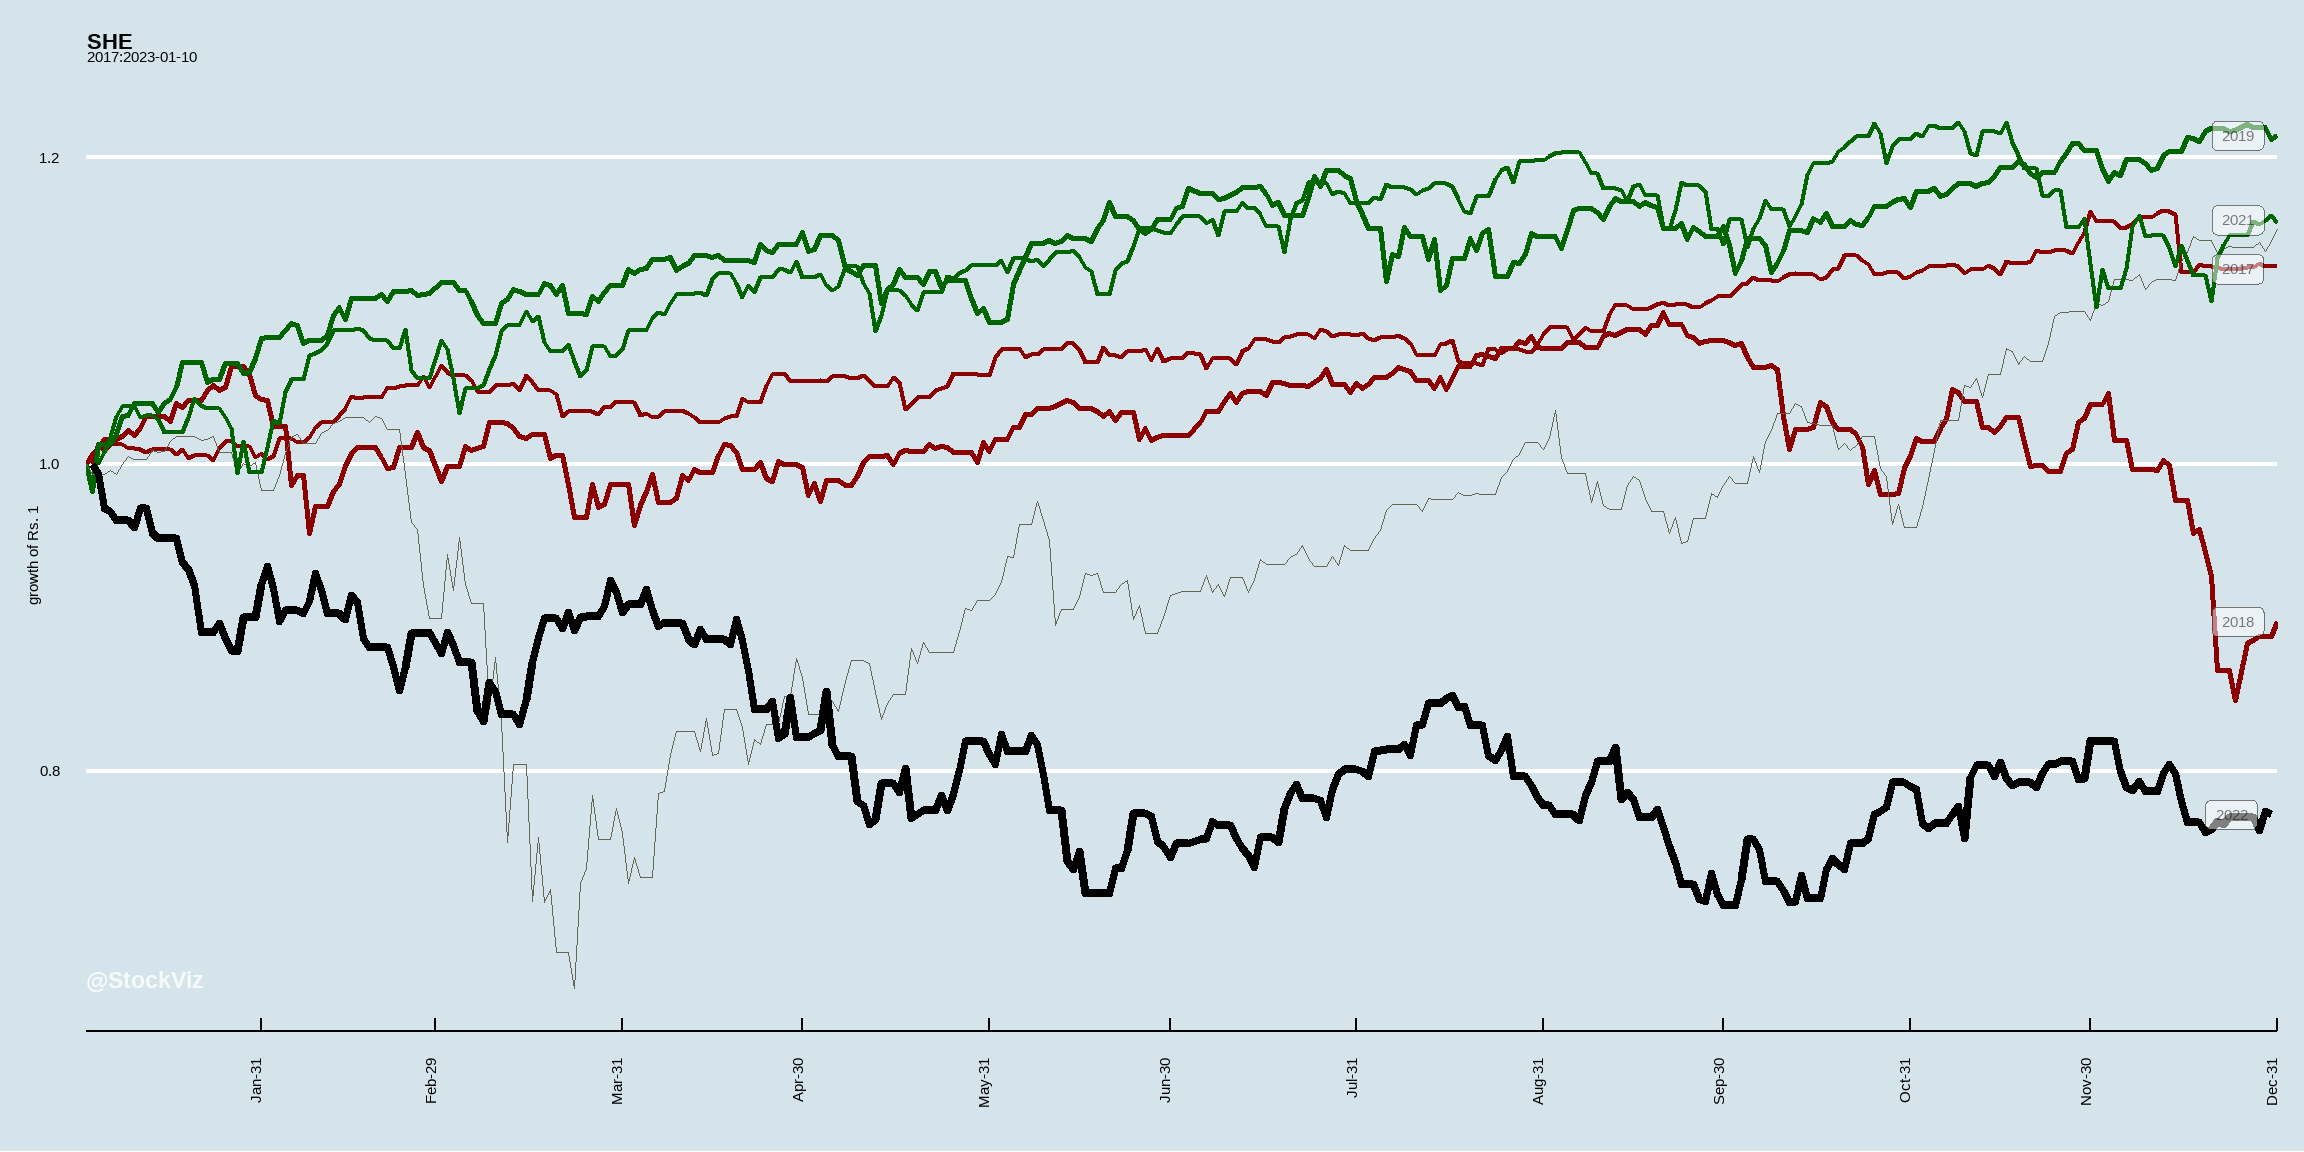 SHE
2017:2023-01-10
growth of Rs. 1
1.2
1.0
0.8
2019
2021
2017
2018
2022
@StockViz
Jan-31
Feb-29
Mar-31
Apr-30
May-31
Jun-30
Jul-31
Aug-31
Sep-30
Oct-31
Nov-30
Dec-31